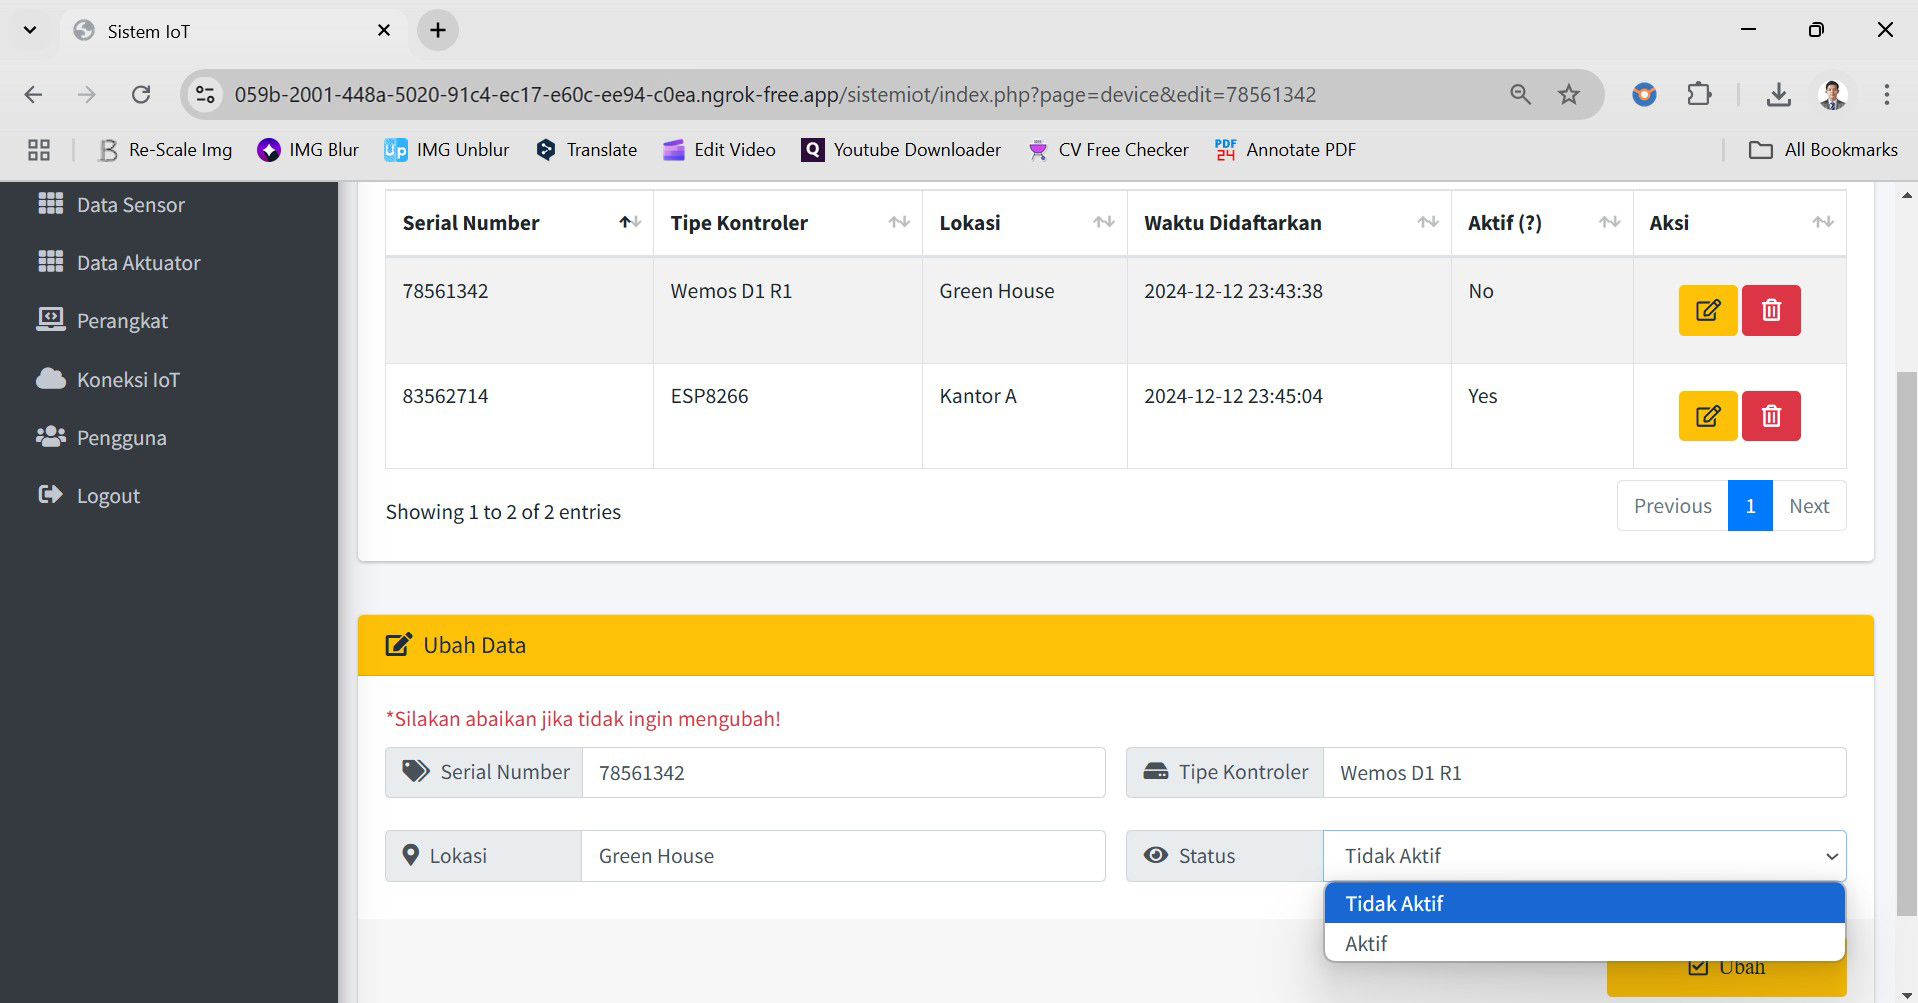 Sistem IoT
059b-2001-448a-5020-91c4-ec17-e60c-ee94-c0ea.ngrok-free.app/sistemiot/index.php?page=device&edit=78561342
Re-Scale Img IMG Blur IMG Unblur Translate Edit Video Youtube Downloader CV Free Checker Annotate PDF All Bookmarks
Data Sensor
Data Aktuator
Perangkat
Koneksi IoT
Pengguna
Logout
Serial Number Tipe Kontroler Lokasi Waktu Didaftarkan Aktif (?) Aksi
78561342 Wemos D1 R1 Green House 2024-12-12 23:43:38 No
83562714 ESP8266 Kantor A 2024-12-12 23:45:04 Yes
Showing 1 to 2 of 2 entries
Previous 1 Next
Ubah Data
*Silakan abaikan jika tidak ingin mengubah!
Serial Number 78561342 Tipe Kontroler Wemos D1 R1
Lokasi Green House Status Tidak Aktif
Tidak Aktif
Aktif
Ubah